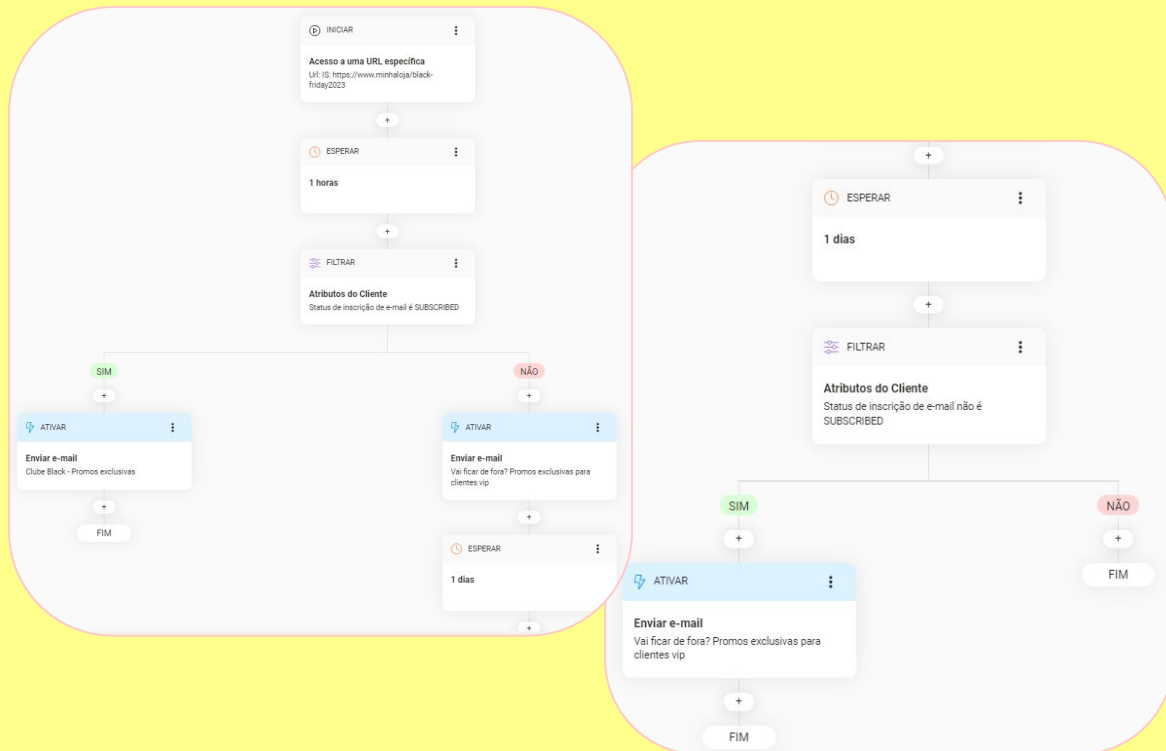 INICIAR
Acesso a uma URL específica
Url: IS: https://www.minhaloja/black-
friday2023
+
ESPERAR
1 horas
+
FILTRAR
Atributos do Cliente
Status de inscrição de e-mail é SUBSCRIBED
SIM
+
ATIVAR
Enviar e-mail
Clube Black - Promos exclusivas
+
FIM
NÃO
+
ATIVAR
Enviar e-mail
Vai ficar de fora? Promos exclusivas para
clientes vip
+
ESPERAR
1 dias
+
+
ESPERAR
1 dias
+
FILTRAR
Atributos do Cliente
Status de inscrição de e-mail não é
SUBSCRIBED
SIM
+
ATIVAR
Enviar e-mail
Vai ficar de fora? Promos exclusivas para
clientes vip
+
FIM
NÃO
+
FIM